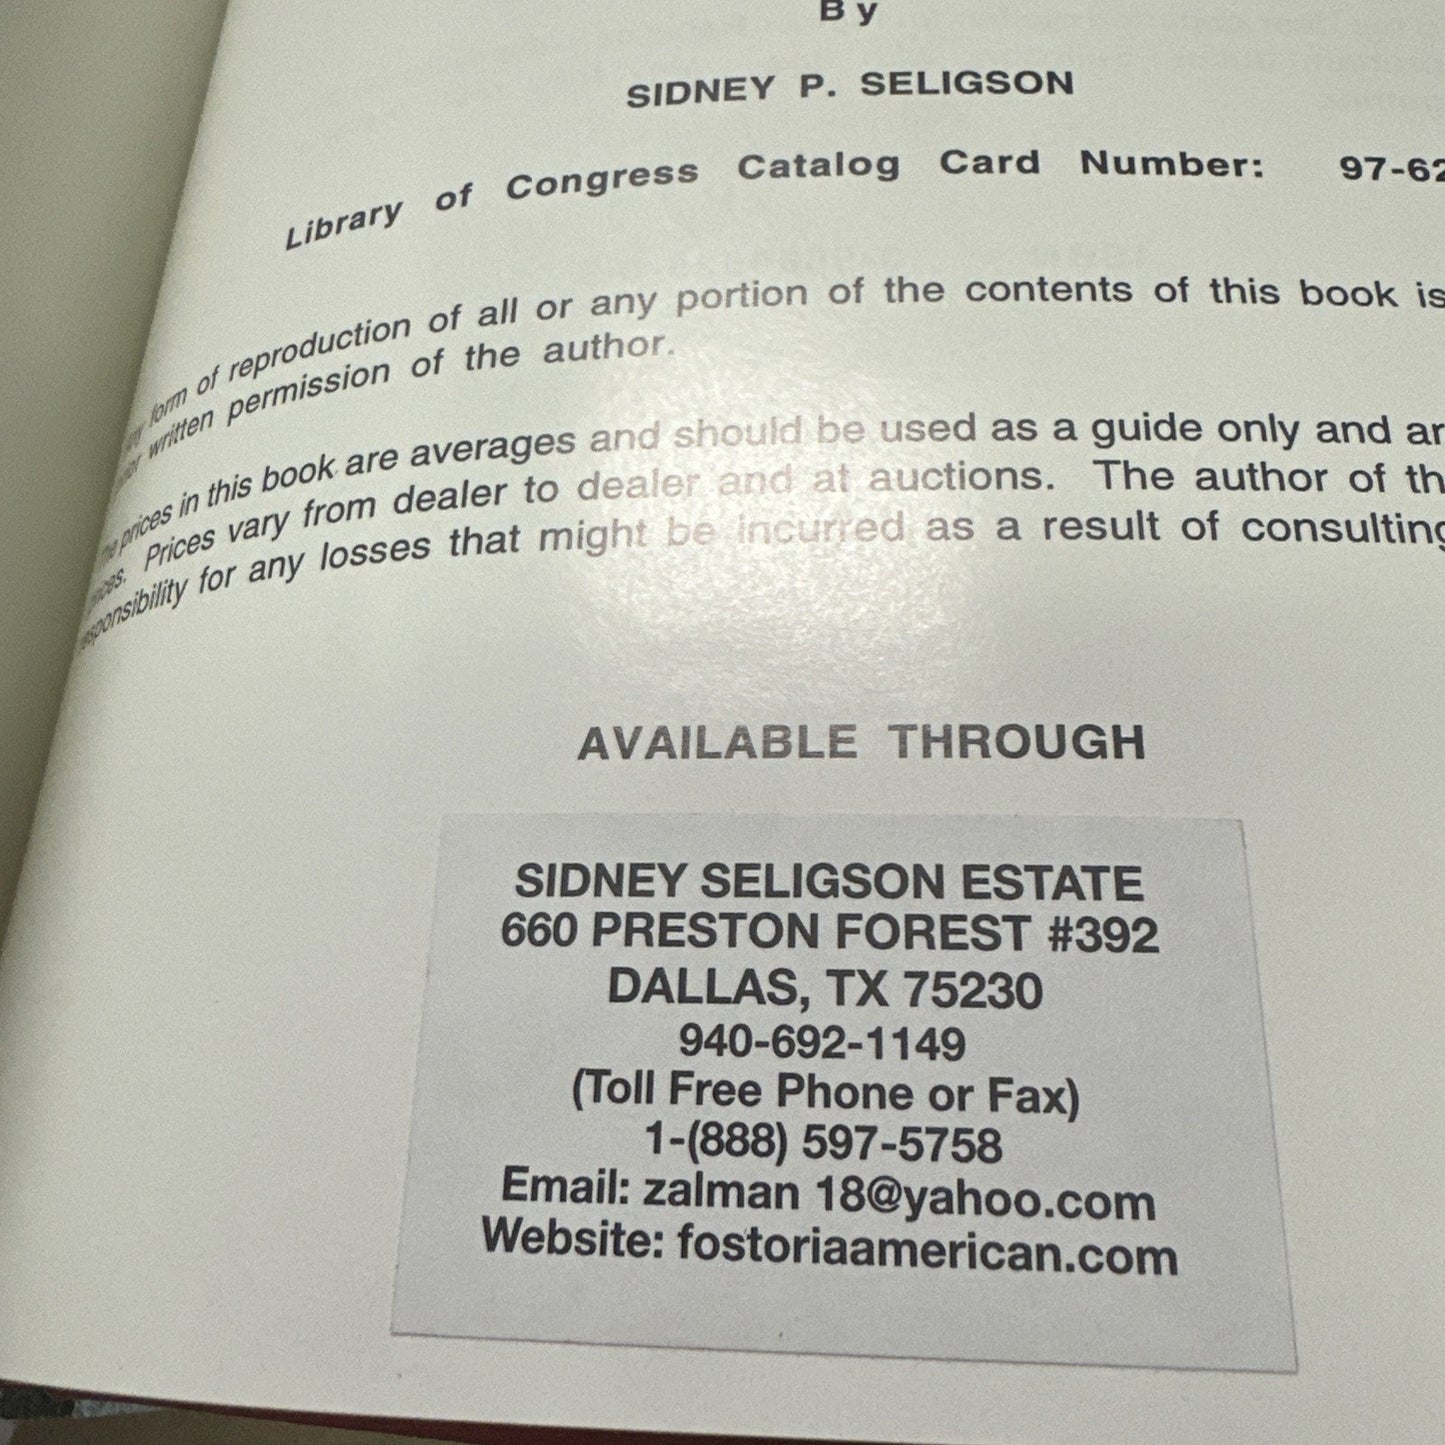 By
SIDNEY P. SELIGSON
Library of Congress Catalog Card Number: 97-62
form of reproduction of all or any portion of the contents of this book is
written permission of the author.
prices in this book are averages and should be used as a guide only and
Prices vary from dealer to dealer and at auctions. The author of
responsibility for any losses that might be incurred as a result of consulting
AVAILABLE THROUGH
SIDNEY SELIGSON ESTATE
660 PRESTON FOREST #392
DALLAS, TX 75230
940-692-1149
(Toll Free Phone or Fax)
1-(888) 597-5758
Email: zalman 18@yahoo.com
Website: fostoriaamerican.com